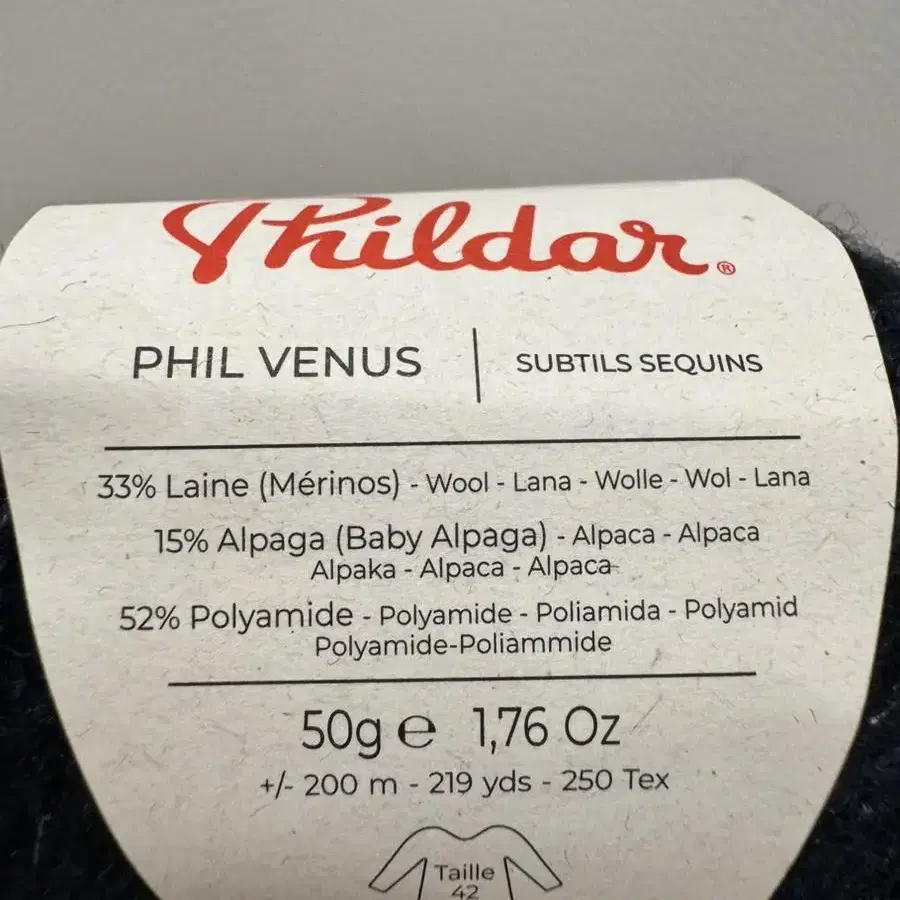 Phildar®
PHIL VENUS | SUBTILS SEQUINS
33% Laine (Mérinos) - Wool - Lana - Wolle - Wol - Lana
15% Alpaga (Baby Alpaga) - Alpaca - Alpaca
Alpaka - Alpaca - Alpaca
52% Polyamide - Polyamide - Poliamida - Polyamid
Polyamide-Poliammide
50g ℮ 1,76 Oz
+/- 200 m - 219 yds - 250 Tex
Taille
42